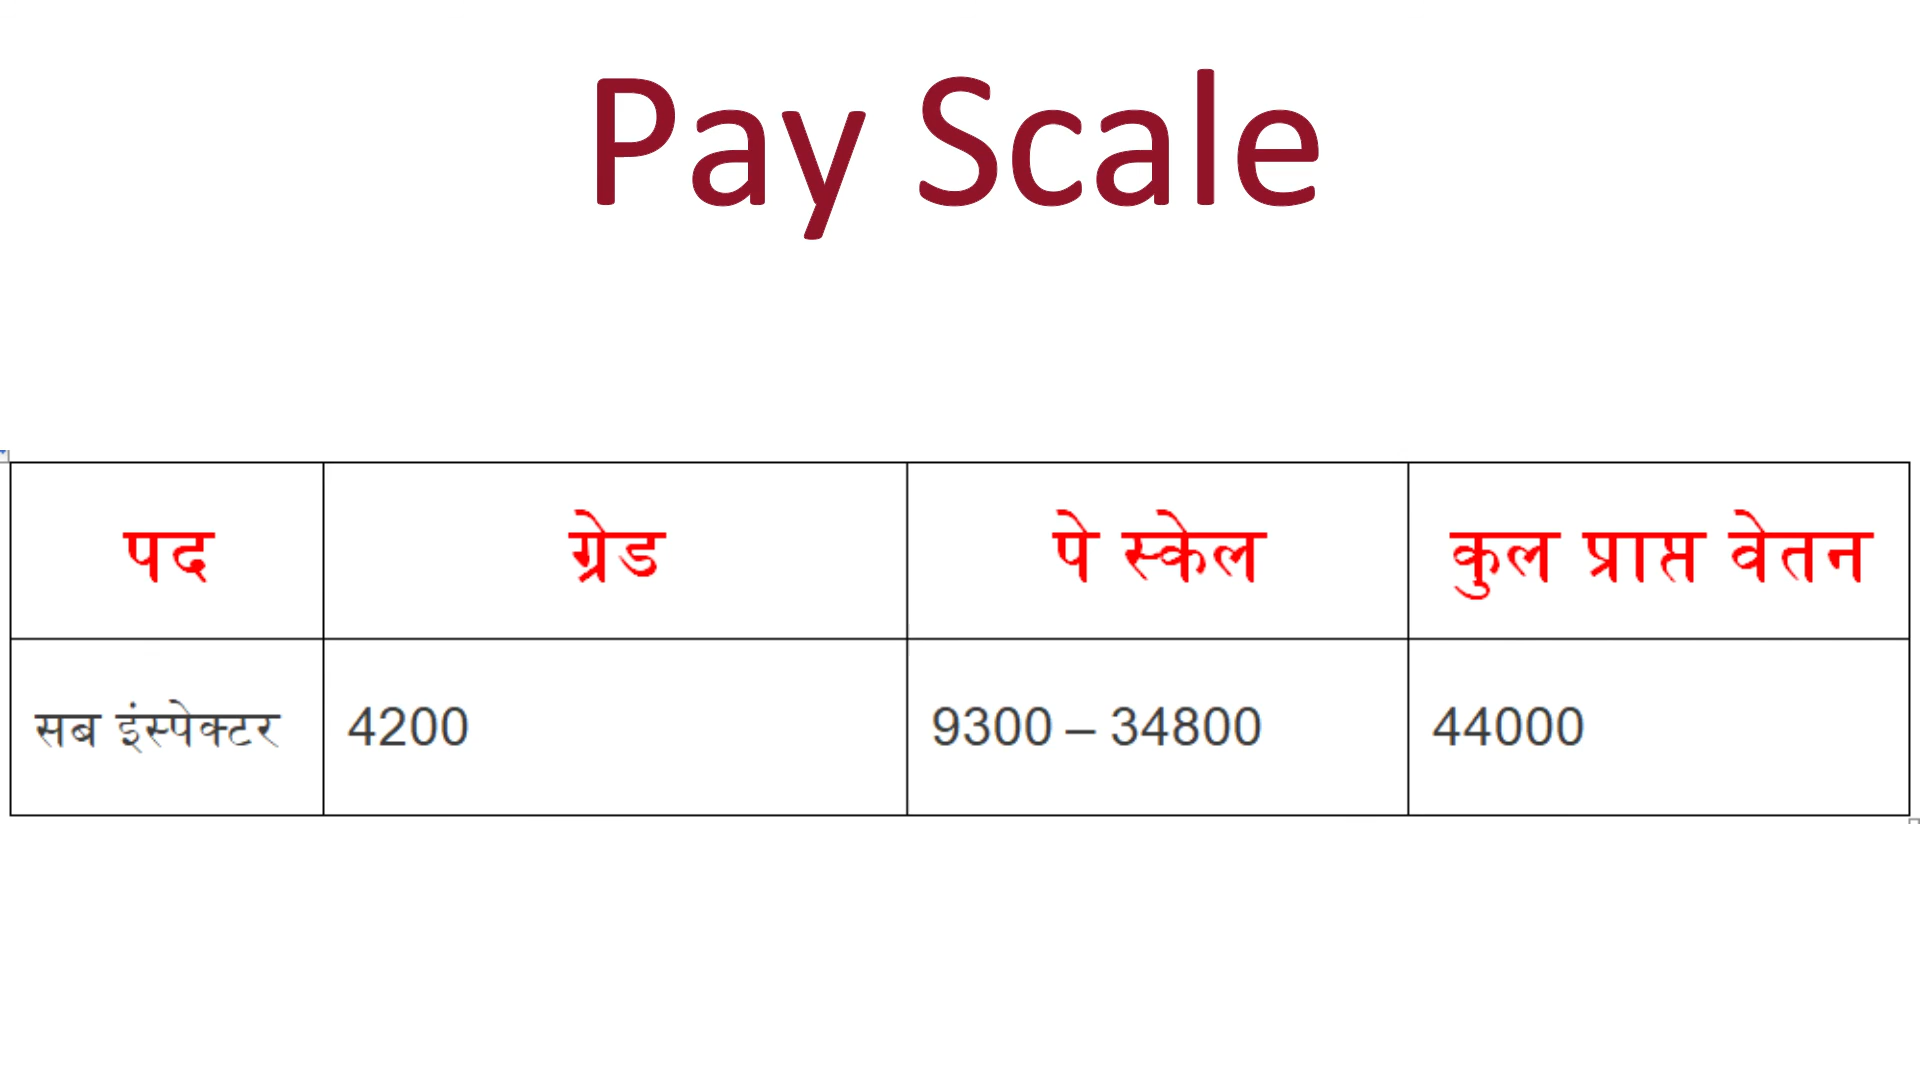 Pay Scale
पद ग्रेड पे स्केल कुल प्राप्त वेतन
सब इंस्पेक्टर 4200 9300 – 34800 44000